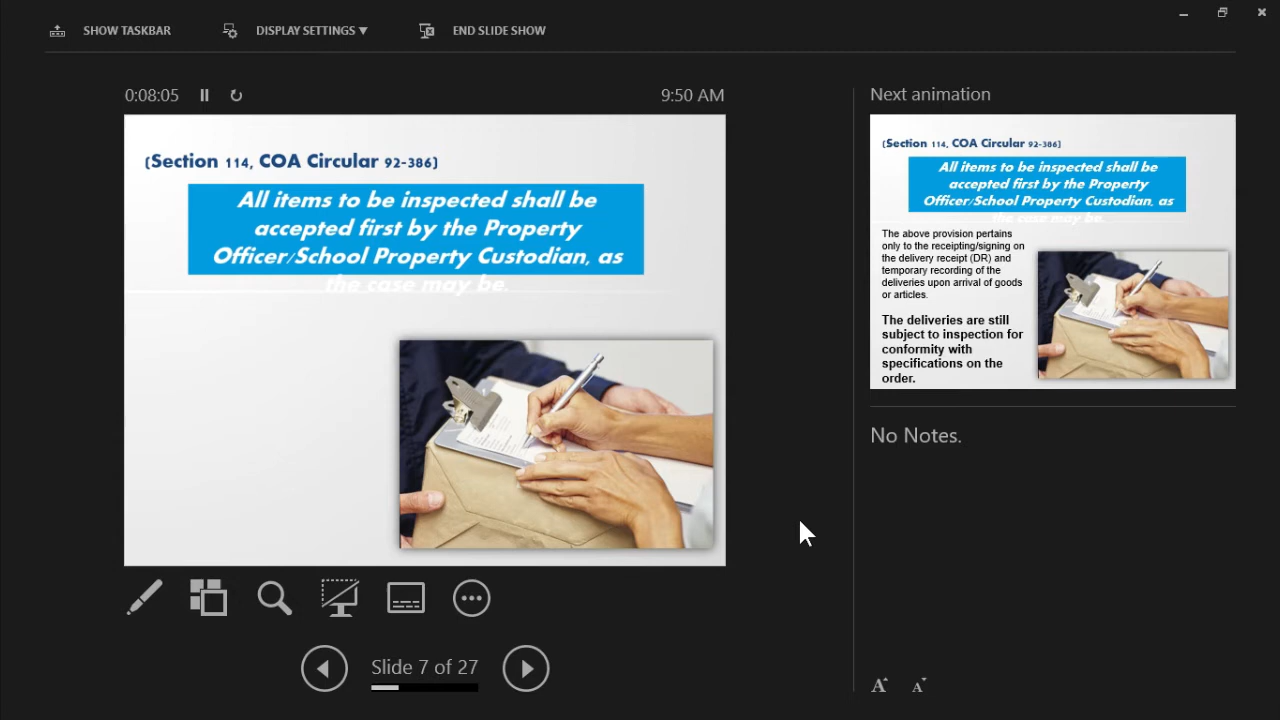 SHOW TASKBAR
DISPLAY SETTINGS ▼
END SLIDE SHOW
0:08:05
9:50 AM
(Section 114, COA Circular 92-386)
All items to be inspected shall be
accepted first by the Property
Officer/School Property Custodian, as
the case may be.
Slide 7 of 27
Next animation
(Section 114, COA Circular 92-386)
All items to be inspected shall be
accepted first by the Property
Officer/School Property Custodian, as
the case may be.
The above provision pertains
only to the receipting/signing on
the delivery receipt (DR) and
temporary recording of the
deliveries upon arrival of goods
or articles.
The deliveries are still
subject to inspection for
conformity with
specifications on the
order.
No Notes.
A A